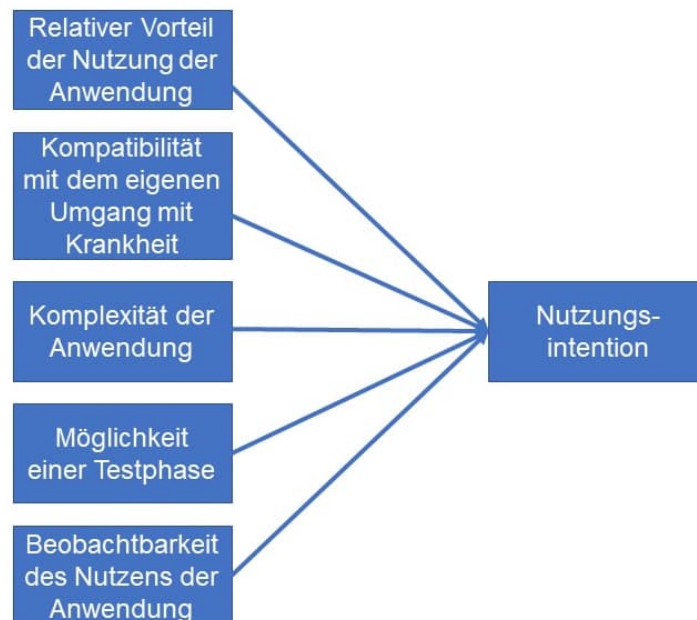 Relativer Vorteil
der Nutzung der
Anwendung
Kompatibilität
mit dem eigenen
Umgang mit
Krankheit
Komplexität der
Anwendung
Möglichkeit
einer Testphase
Beobachtbarkeit
des Nutzens der
Anwendung
Nutzungs-
intention